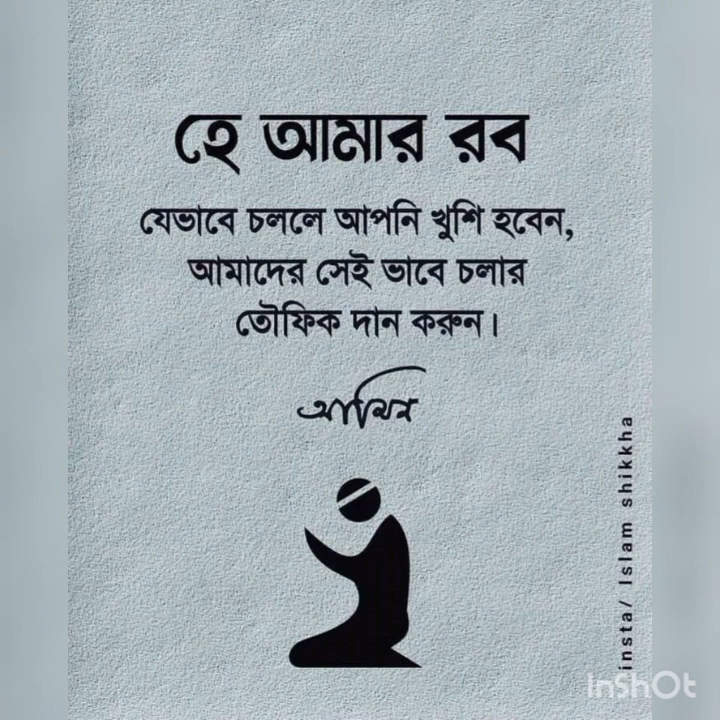 হে আমার রব
যেভাবে চললে আপনি খুশি হবেন,
আমাদের সেই ভাবে চলার
তৌফিক দান করুন।
আমিন
insta/ Islam shikkha
InShOt